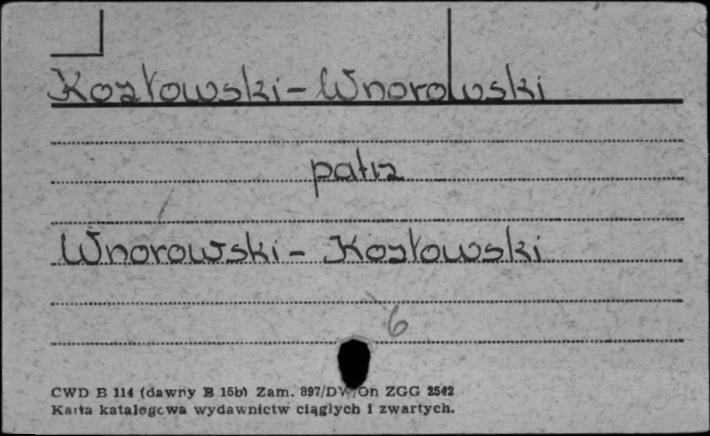 Kozłowski-Wnorowski
patrz
Wnorowski-Kozłowski
6
CWD B 114 (dawny B 15b) Zam. 897/DW/On ZGG 2542
Karta katalogowa wydawnictw ciągłych i zwartych.